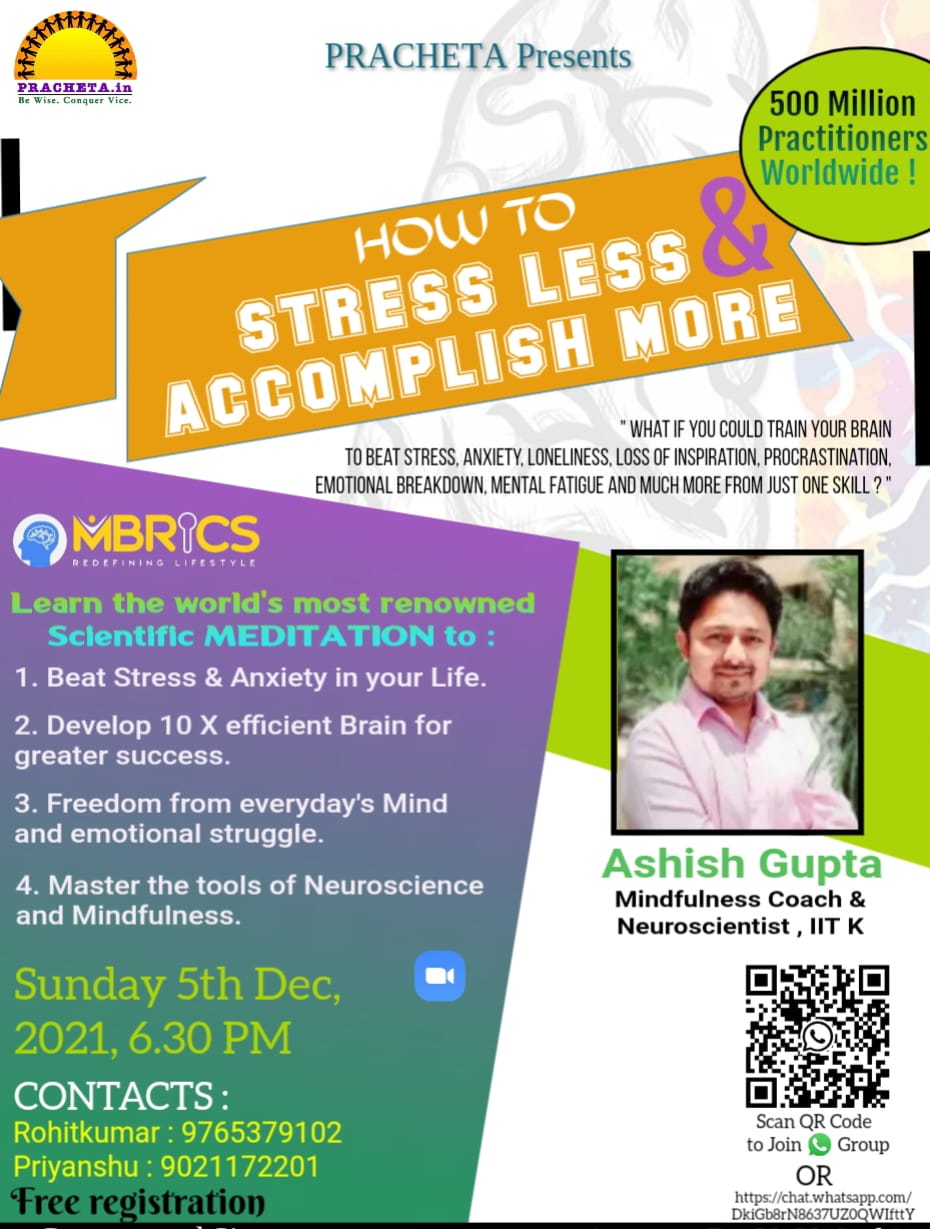 PRACHETA.in
Be Wise. Conquer Vice.
PRACHETA Presents
500 Million
Practitioners
Worldwide !
HOW TO
STRESS LESS &
ACCOMPLISH MORE
" WHAT IF YOU COULD TRAIN YOUR BRAIN
TO BEAT STRESS, ANXIETY, LONELINESS, LOSS OF INSPIRATION, PROCRASTINATION,
EMOTIONAL BREAKDOWN, MENTAL FATIGUE AND MUCH MORE FROM JUST ONE SKILL ? "
MBRICS
REDEFINING LIFESTYLE
Learn the world's most renowned
Scientific MEDITATION to :
1. Beat Stress & Anxiety in your Life.
2. Develop 10 X efficient Brain for
greater success.
3. Freedom from everyday's Mind
and emotional struggle.
4. Master the tools of Neuroscience
and Mindfulness.
Ashish Gupta
Mindfulness Coach &
Neuroscientist , IIT K
Sunday 5th Dec,
2021, 6.30 PM
CONTACTS :
Rohitkumar : 9765379102
Priyanshu : 9021172201
Free registration
Scan QR Code
to Join Group
OR
https://chat.whatsapp.com/
DkiGb8rN8637UZ0QWIfttY